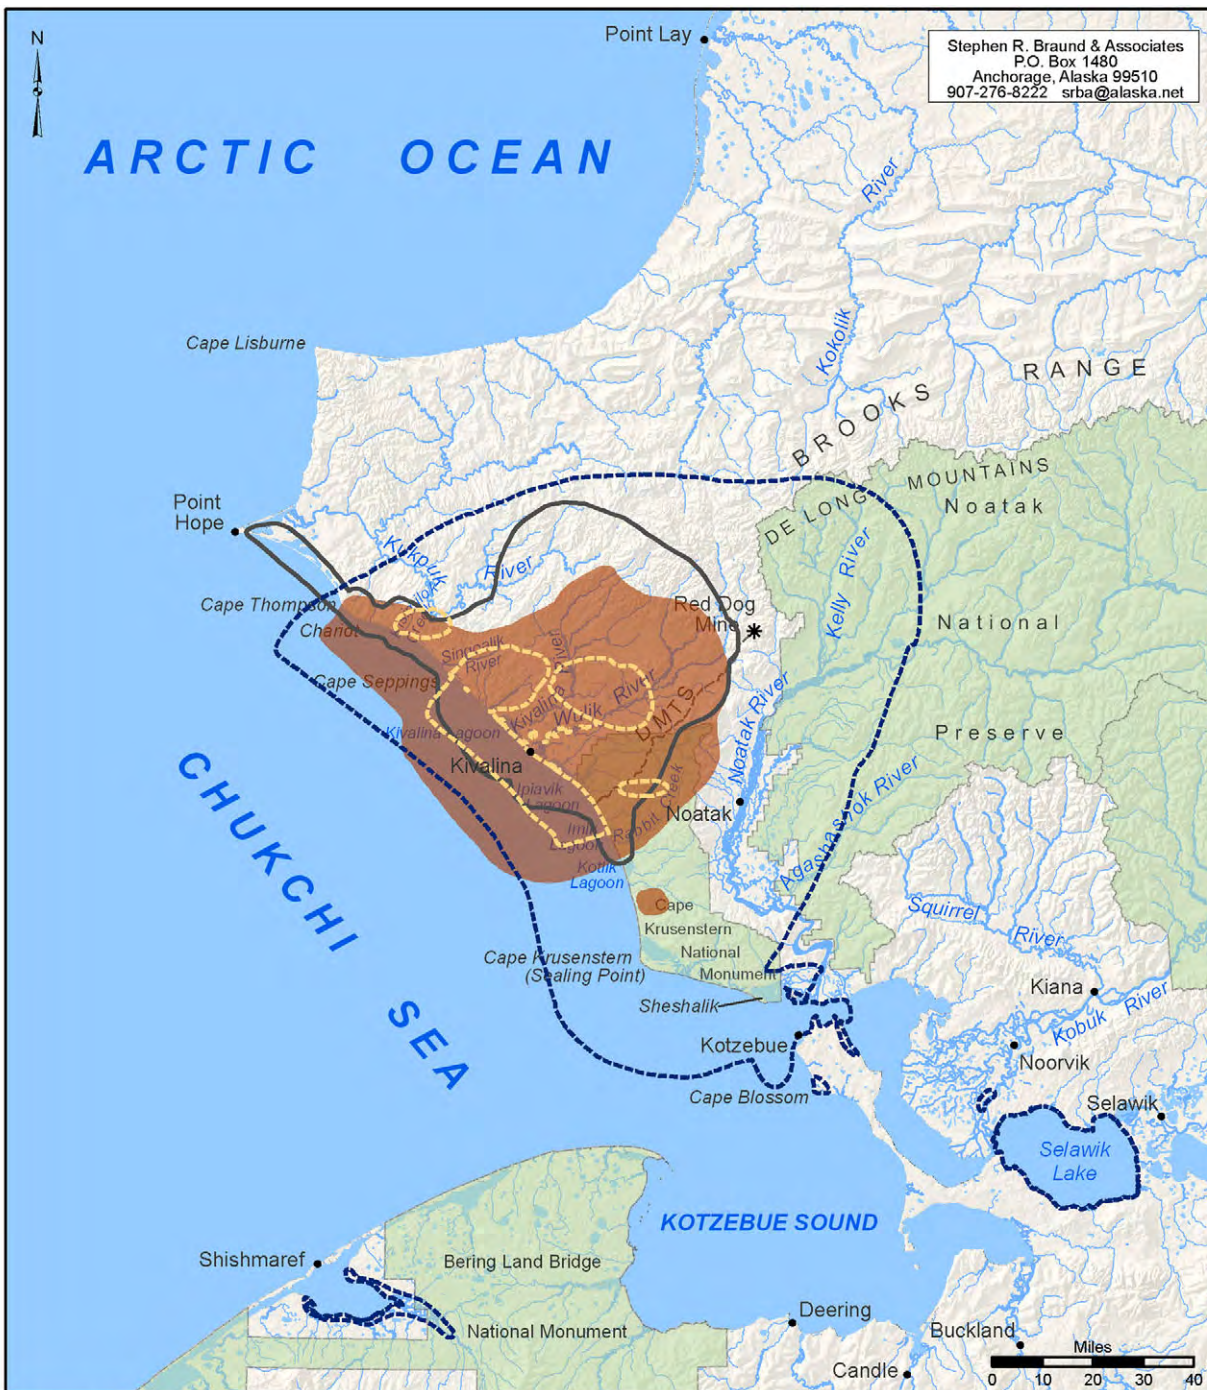 N
Point Lay
Stephen R. Braund & Associates
P.O. Box 1480
Anchorage, Alaska 99510
907-276-8222 srba@alaska.net
ARCTIC OCEAN
River
Kokolik
Cape Lisburne
BROOKS RANGE
DE LONG MOUNTAINS
Point
Hope
Noatak
Kukpuk
River
Kelly River
Cape Thompson
Red Dog
Mine
Chariot
National
Singoalik
River
Cape Seppings
Kivalina River
Wulik River
DMTS
Noatak River
Kivalina Lagoon
Preserve
Kivalina
CHUKCHI SEA
Ipiavik
Lagoon
Rabbit Creek
Noatak
Agashashok River
Imik
Lagoon
Kotlik
Lagoon
Cape
Krusenstern
National
Monument
Squirrel
River
Cape Krusenstern
(Sealing Point)
Sheshalik
Kiana
Kobuk River
Kotzebue
Noorvik
Cape Blossom
Selawik
Selawik
Lake
KOTZEBUE SOUND
Shishmaref
Bering Land Bridge
National Monument
Deering
Buckland
Candle
Miles
0 10 20 30 40